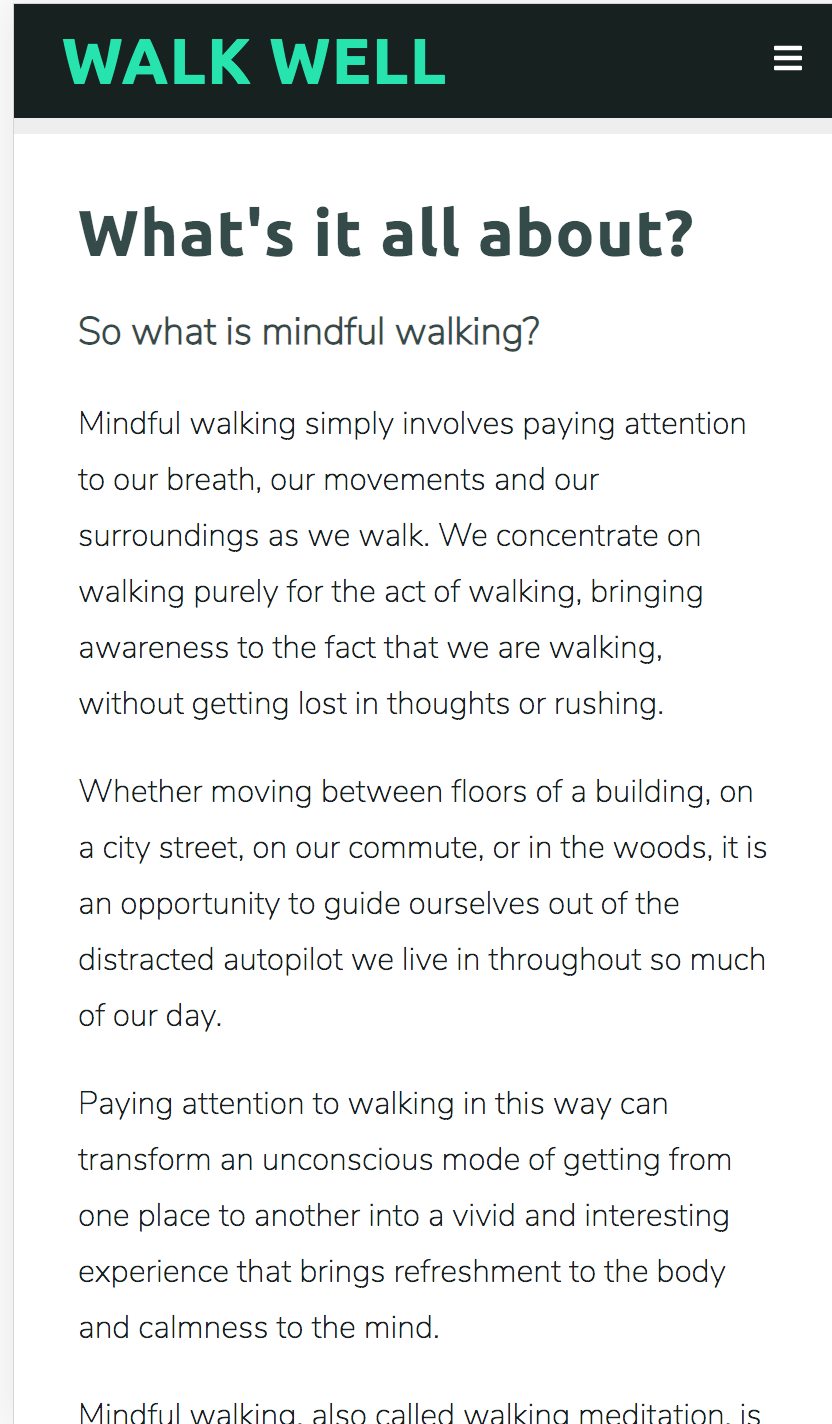 WALK WELL
What's it all about?
So what is mindful walking?
Mindful walking simply involves paying attention
to our breath, our movements and our
surroundings as we walk. We concentrate on
walking purely for the act of walking, bringing
awareness to the fact that we are walking,
without getting lost in thoughts or rushing.
Whether moving between floors of a building, on
a city street, on our commute, or in the woods, it is
an opportunity to guide ourselves out of the
distracted autopilot we live in throughout so much
of our day.
Paying attention to walking in this way can
transform an unconscious mode of getting from
one place to another into a vivid and interesting
experience that brings refreshment to the body
and calmness to the mind.
Mindful walking, also called walking meditation, is